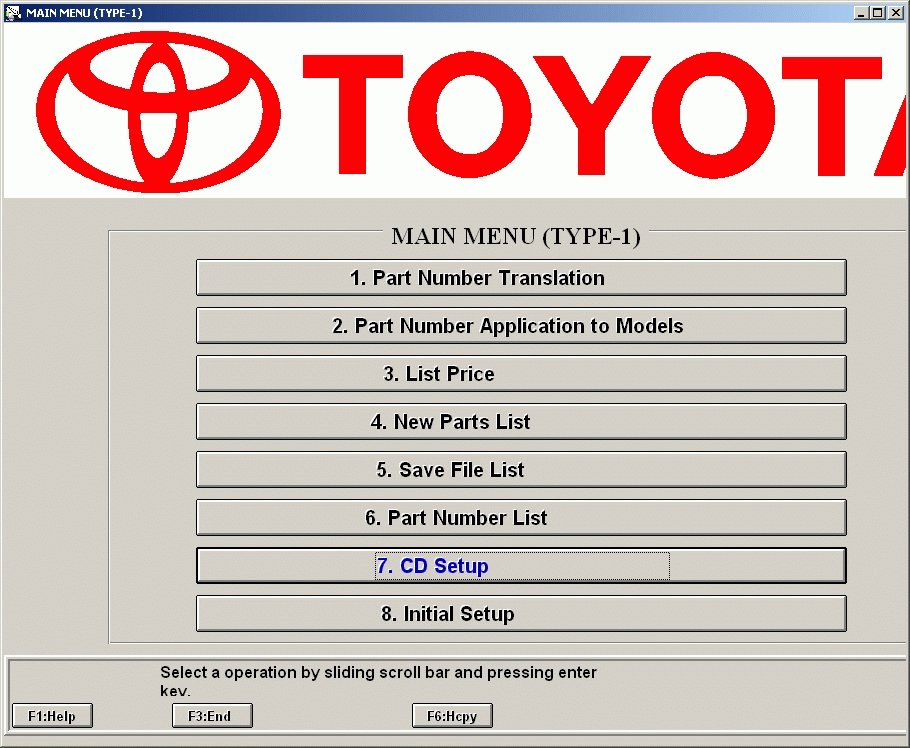 MAIN MENU (TYPE-1)
TOYOTA
MAIN MENU (TYPE-1)
1. Part Number Translation
2. Part Number Application to Models
3. List Price
4. New Parts List
5. Save File List
6. Part Number List
7. CD Setup
8. Initial Setup
Select a operation by sliding scroll bar and pressing enter
key.
F1:Help F3:End F6:Hcpy